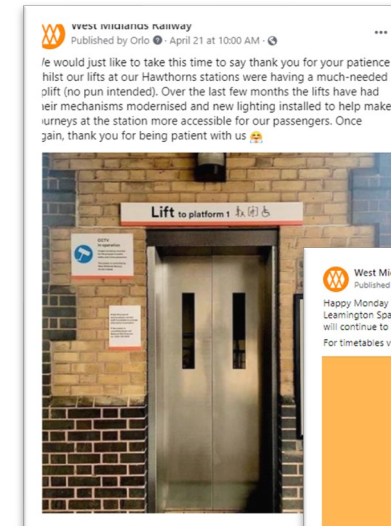 West Midlands Railway
Published by Orlo · April 21 at 10:00 AM ·
/e would just like to take this time to say thank you for your patience
hilst our lifts at our Hawthorns stations were having a much-needed
plift (no pun intended). Over the last few months the lifts have had
eir mechanisms modernised and new lighting installed to help make
urneys at the station more accessible for our passengers. Once
gain, thank you for being patient with us
Lift to platform 1
CCTV
in operation
West Mi
Published
Happy Monday
Leamington Spa
will continue to
For timetables v